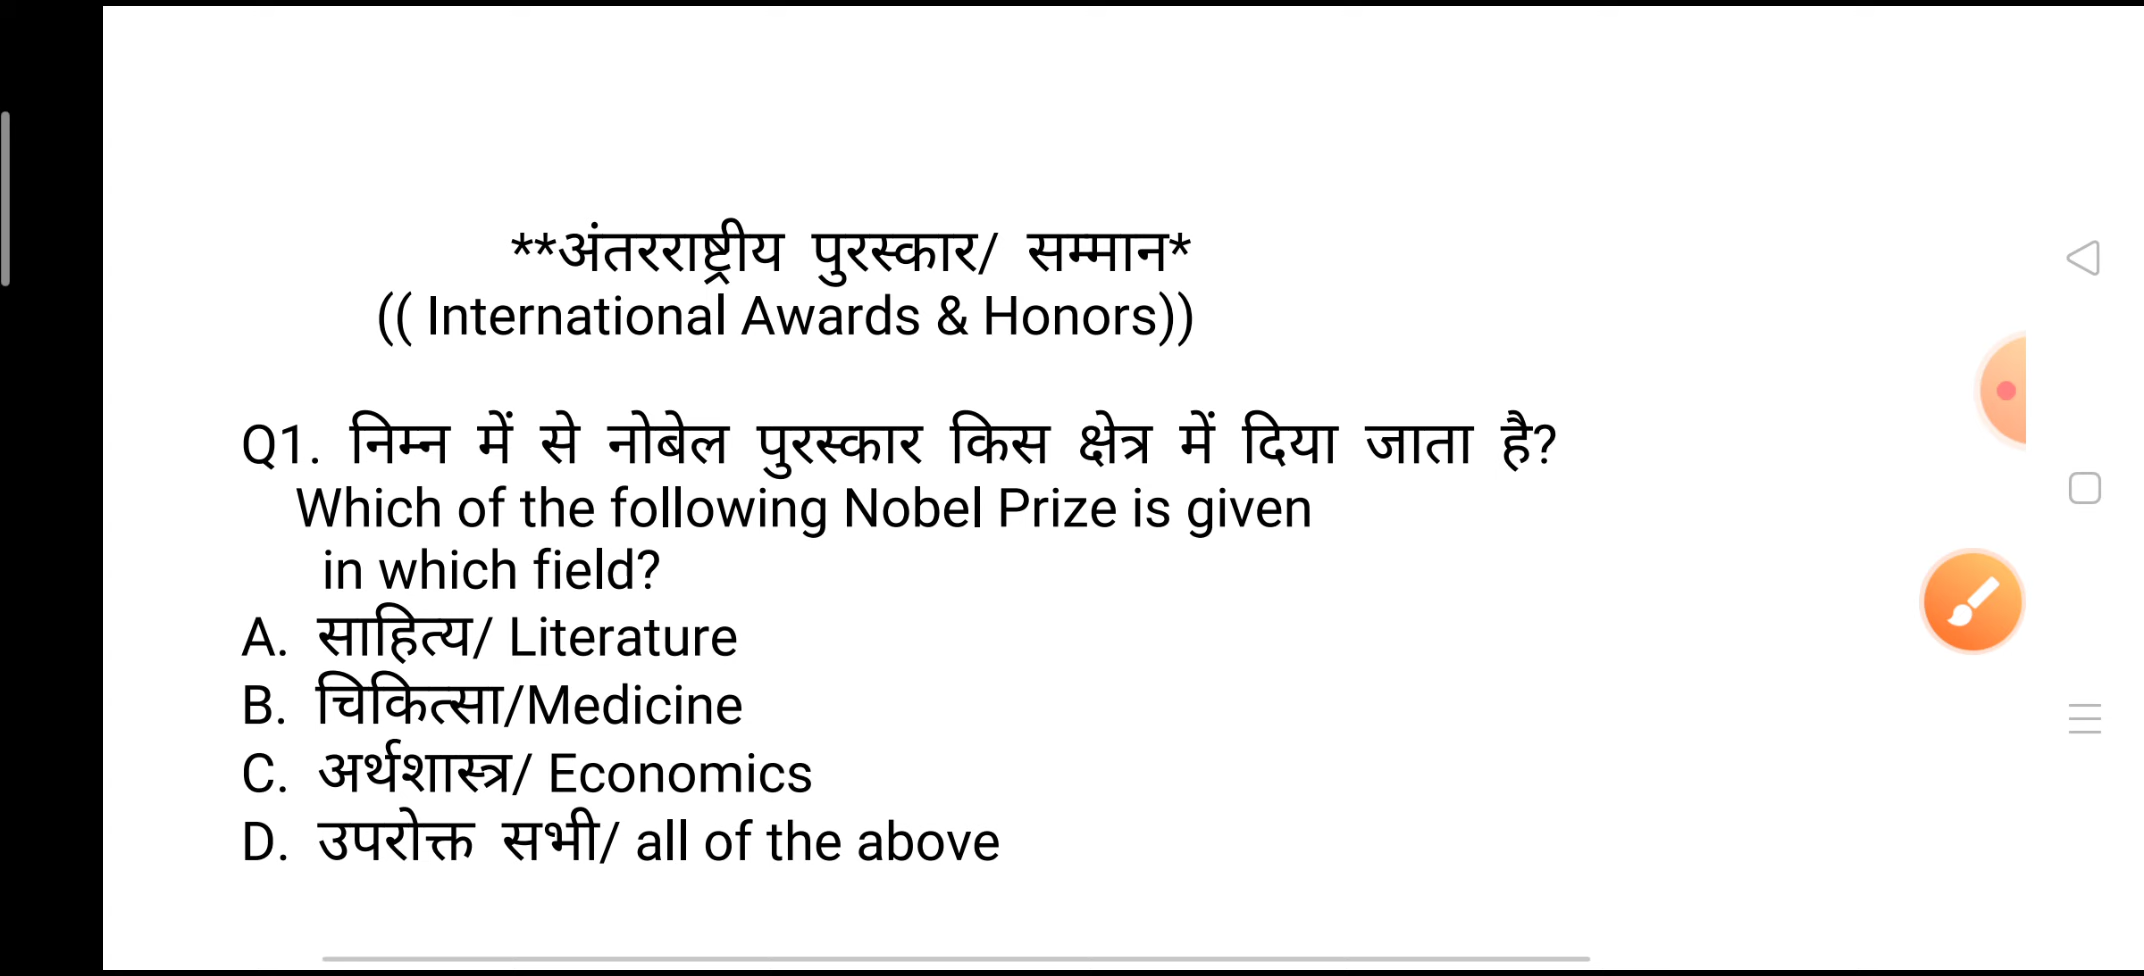 **अंतरराष्ट्रीय पुरस्कार/ सम्मान*
(( International Awards & Honors))
Q1. निम्न में से नोबेल पुरस्कार किस क्षेत्र में दिया जाता है?
Which of the following Nobel Prize is given
in which field?
A. साहित्य/ Literature
B. चिकित्सा/Medicine
C. अर्थशास्त्र/ Economics
D. उपरोक्त सभी/ all of the above